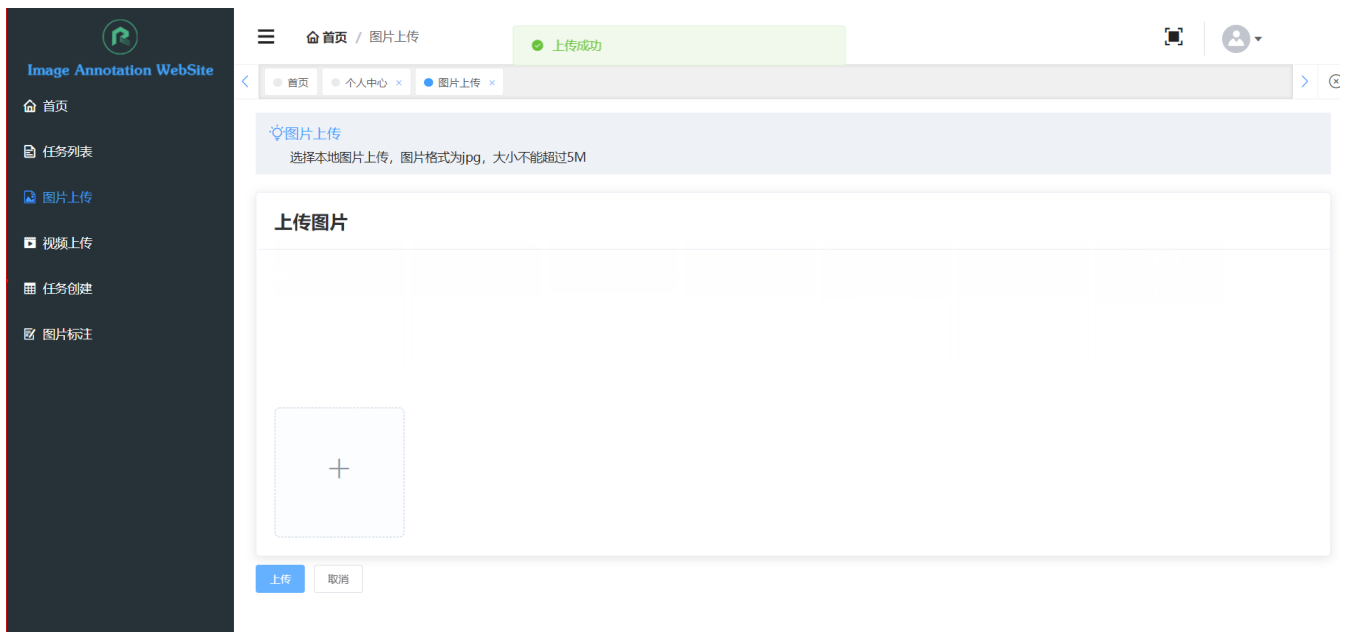 Image Annotation WebSite
首页
任务列表
图片上传
视频上传
任务创建
图片标注
首页 / 图片上传
上传成功
首页 个人中心 × 图片上传 ×
图片上传
选择本地图片上传，图片格式为jpg，大小不能超过5M
上传图片
上传 取消